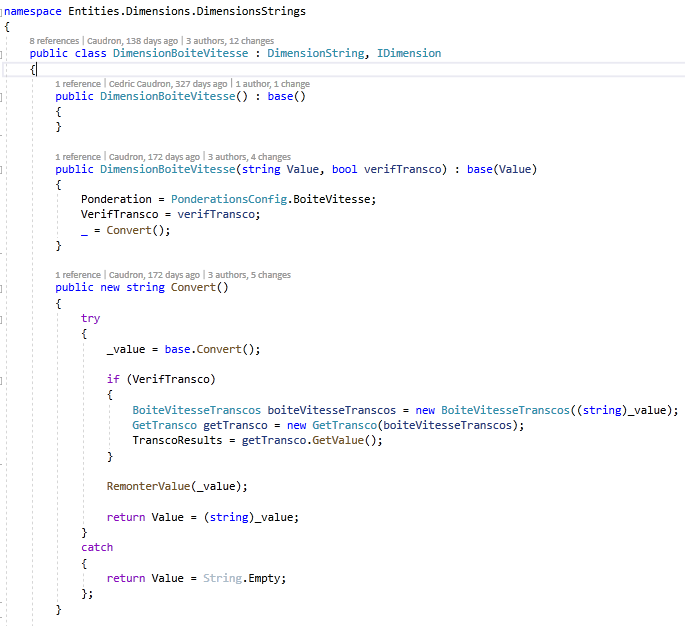 namespace Entities.Dimensions.DimensionsStrings
{
8 references | Caudron, 138 days ago | 3 authors, 12 changes
public class DimensionBoiteVitesse : DimensionString, IDimension
{
1 reference | Cedric Caudron, 327 days ago | 1 author, 1 change
public DimensionBoiteVitesse() : base()
{
}
1 reference | Caudron, 172 days ago | 3 authors, 4 changes
public DimensionBoiteVitesse(string Value, bool verifTransco) : base(Value)
{
Ponderation = PonderationsConfig.BoiteVitesse;
VerifTransco = verifTransco;
_ = Convert();
}
1 reference | Caudron, 172 days ago | 3 authors, 5 changes
public new string Convert()
{
try
{
_value = base.Convert();
if (VerifTransco)
{
BoiteVitesseTranscos boiteVitesseTranscos = new BoiteVitesseTranscos((string)_value);
GetTransco getTransco = new GetTransco(boiteVitesseTranscos);
TranscoResults = getTransco.GetValue();
}
RemonterValue(_value);
return Value = (string)_value;
}
catch
{
return Value = String.Empty;
};
}